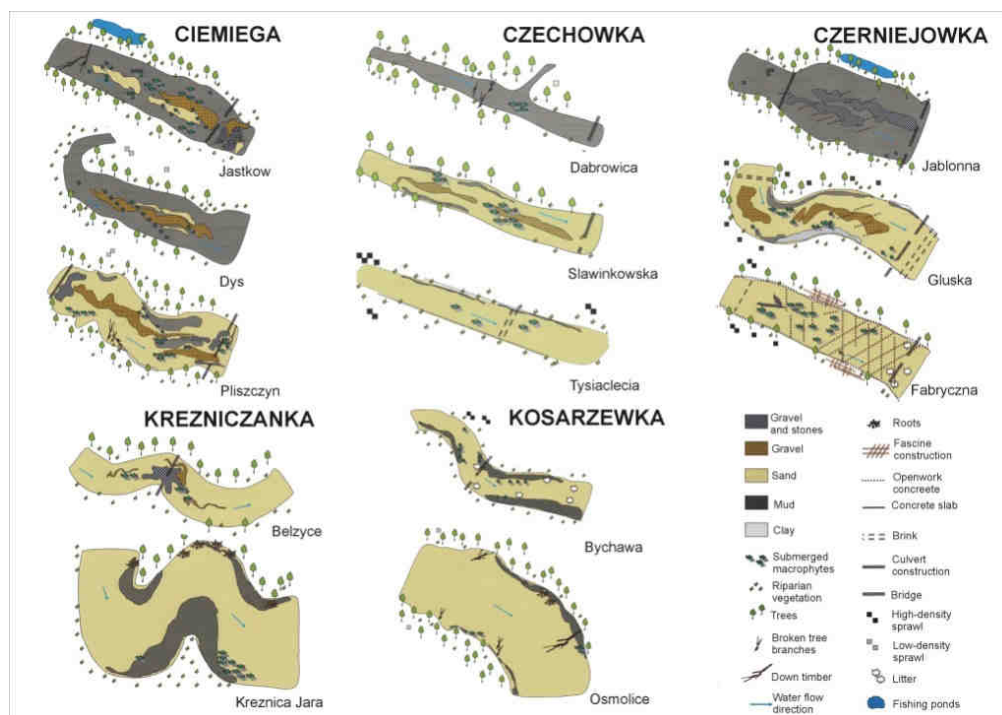 CIEMIEGA
CZECHOWKA
CZERNIEJOWKA
Jastkow
Dabrowica
Jablonna
Dys
Slawinkowska
Gluska
Pliszczyn
Tysiaclecia
Fabryczna
KREZNICZANKA
KOSARZEWKA
Belzyce
Bychawa
Kreznica Jara
Osmolice
Gravel
and stones
Gravel
Sand
Mud
Clay
Submerged
macrophytes
Riparian
vegetation
Trees
Broken tree
branches
Down timber
Water flow
direction
Roots
Fascine
construction
Openwork
concreete
Concrete slab
Brink
Culvert
construction
Bridge
High-density
sprawl
Low-density
sprawl
Litter
Fishing ponds